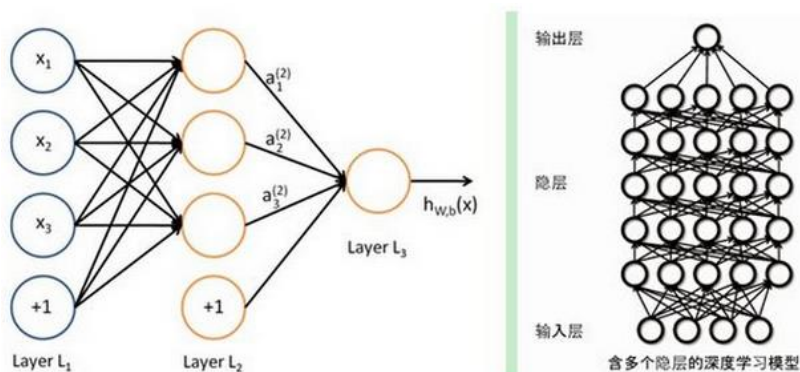 x₁
x₂
x₃
+1
Layer L₁
+1
Layer L₂
a₁⁽²⁾
a₂⁽²⁾
a₃⁽²⁾
Layer L₃
h_{W,b}(x)
输出层
隐层
输入层
含多个隐层的深度学习模型